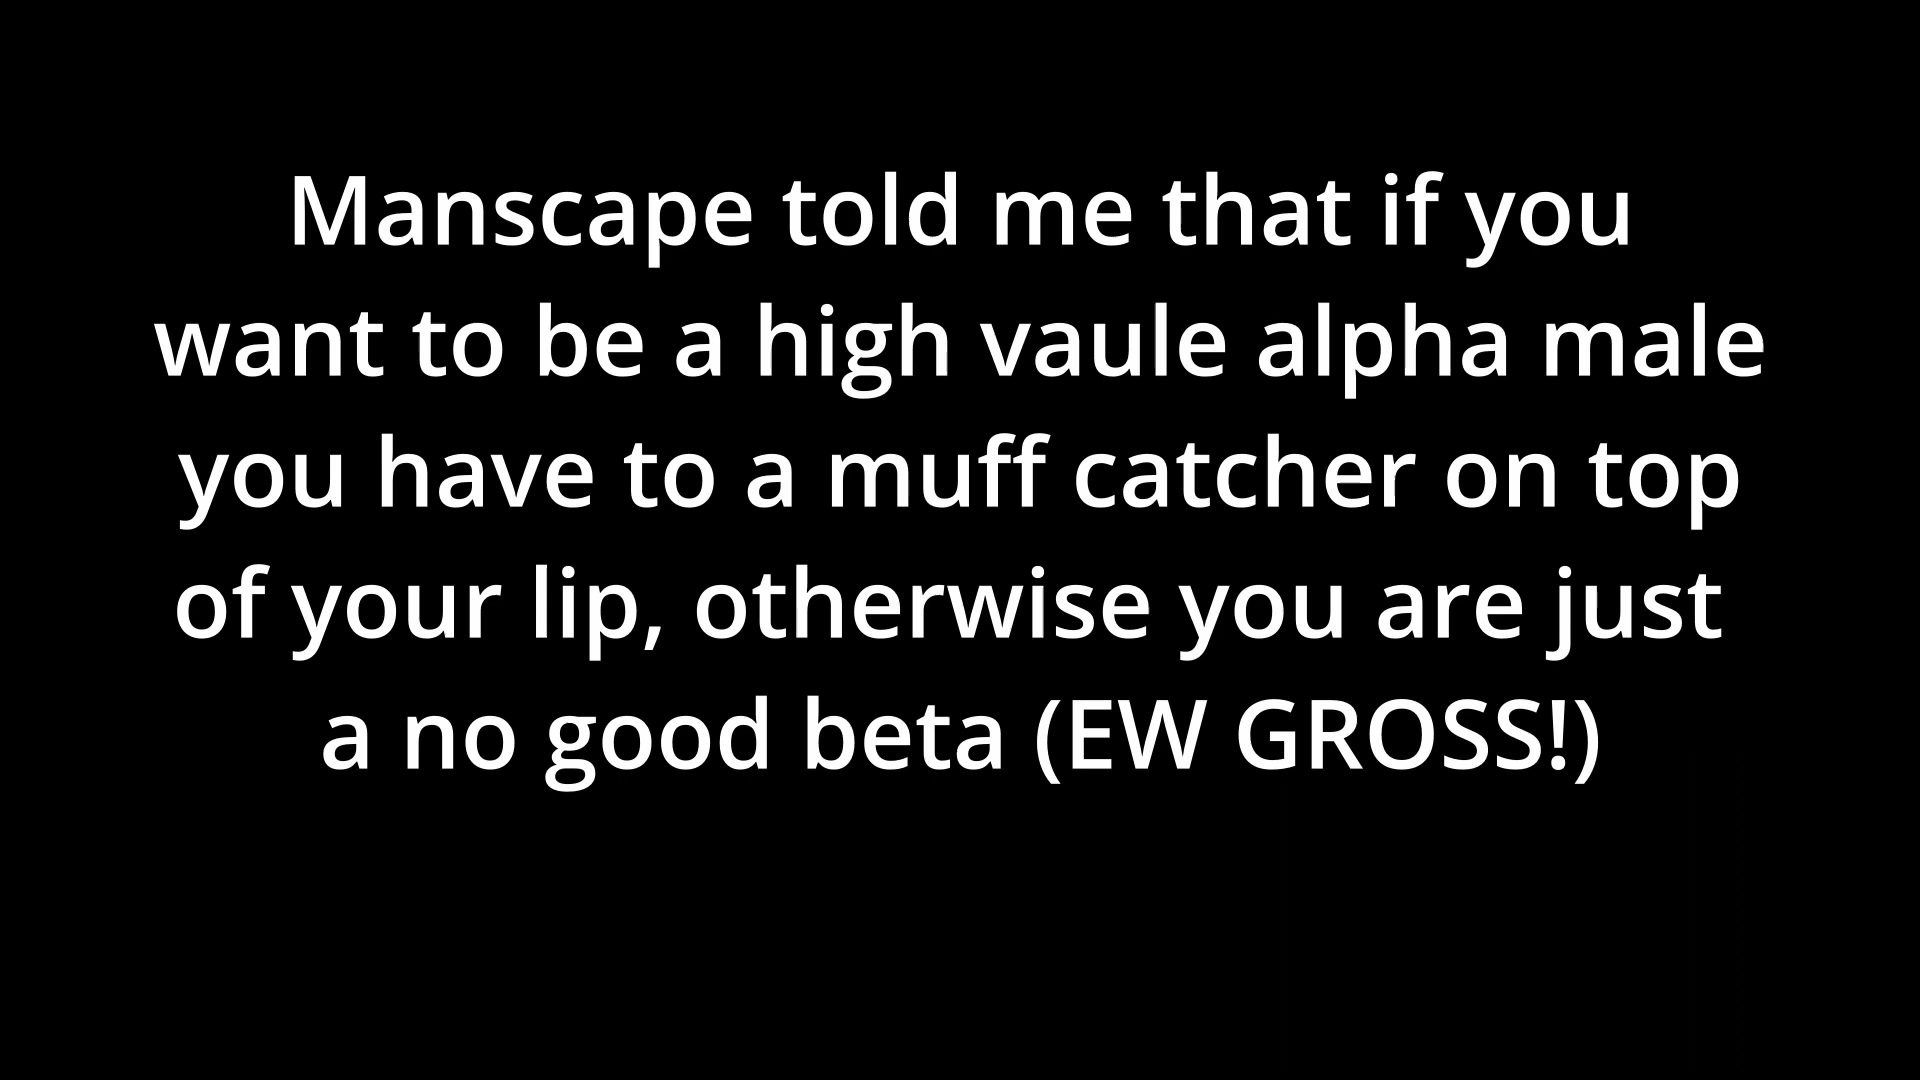 Manscape told me that if you
want to be a high vaule alpha male
you have to a muff catcher on top
of your lip, otherwise you are just
a no good beta (EW GROSS!)